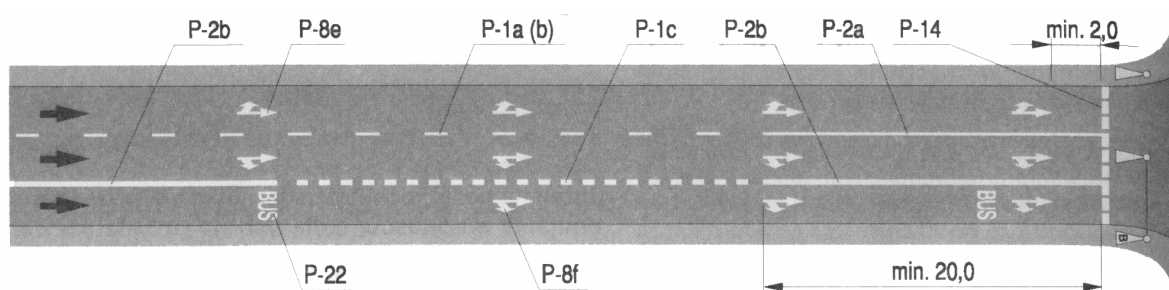 P-2b P-8e P-1a (b) P-1c P-2b P-2a P-14 min. 2,0
BUS BUS B
P-22 P-8f min. 20,0